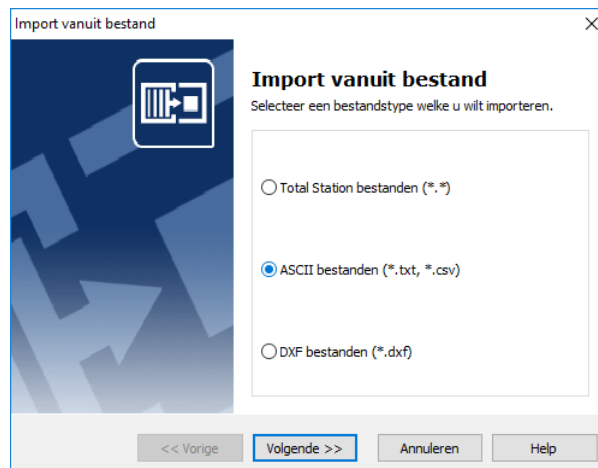 Import vanuit bestand
Import vanuit bestand
Selecteer een bestandstype welke u wilt importeren.
Total Station bestanden (*.*)
ASCII bestanden (*.txt, *.csv)
DXF bestanden (*.dxf)
<< Vorige
Volgende >>
Annuleren
Help